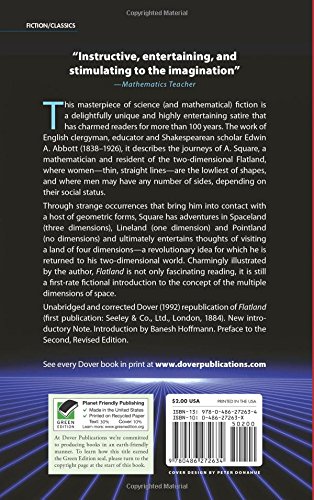 FICTION/CLASSICS
“Instructive, entertaining, and
stimulating to the imagination”
—Mathematics Teacher
This masterpiece of science (and mathematical) fiction is
a delightfully unique and highly entertaining satire that
has charmed readers for more than 100 years. The work of
English clergyman, educator and Shakespearean scholar Edwin
A. Abbott (1838–1926), it describes the journeys of A. Square, a
mathematician and resident of the two-dimensional Flatland,
where women—thin, straight lines—are the lowliest of shapes,
and where men may have any number of sides, depending on
their social status.
Through strange occurrences that bring him into contact with
a host of geometric forms, Square has adventures in Spaceland
(three dimensions), Lineland (one dimension) and Pointland
(no dimensions) and ultimately entertains thoughts of visiting
a land of four dimensions—a revolutionary idea for which he is
returned to his two-dimensional world. Charmingly illustrated
by the author, Flatland is not only fascinating reading, it is still
a first-rate fictional introduction to the concept of the multiple
dimensions of space.
Unabridged and corrected Dover (1992) republication of Flatland
(first publication: Seeley & Co., Ltd., London, 1884). New intro-
ductory Note. Introduction by Banesh Hoffmann. Preface to the
Second, Revised Edition.
See every Dover book in print at www.doverpublications.com
Planet Friendly Publishing
✓ Made in the United States
✓ Printed on Recycled Paper
Text: 30% Cover: 10%
Learn more: www.greenedition.org
GREEN
EDITION
At Dover Publications we're committed
to producing books in an earth-friendly
manner. To learn how this title earned
the Green Edition seal, please turn to the
copyright page at the start of this book.
$2.00 USA
PRINTED IN THE USA
ISBN-13: 978-0-486-27263-4
ISBN-10: 0-486-27263-X
50200
9 780486 272634
COVER DESIGN BY PETER DONAHUE